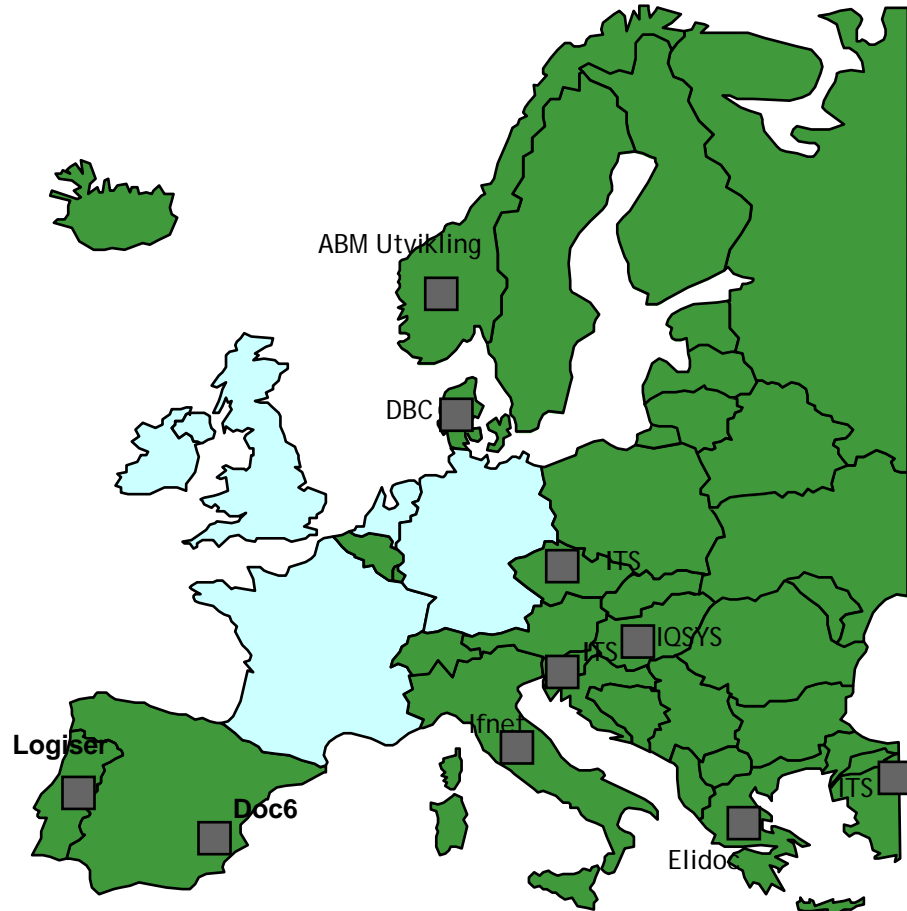 ABM Utvikling
DBC
ITS
IQSYS
ITS
Ifnet
Logiser
ITS
Doc6
Elidoc